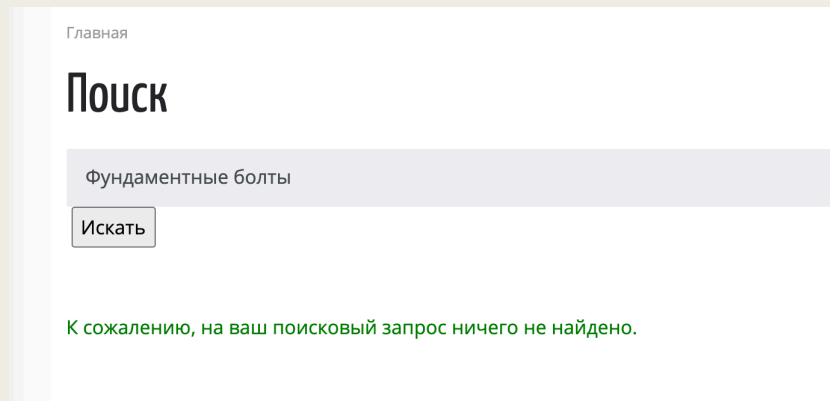 Главная
Поиск
Фундаментные болты
Искать
К сожалению, на ваш поисковый запрос ничего не найдено.